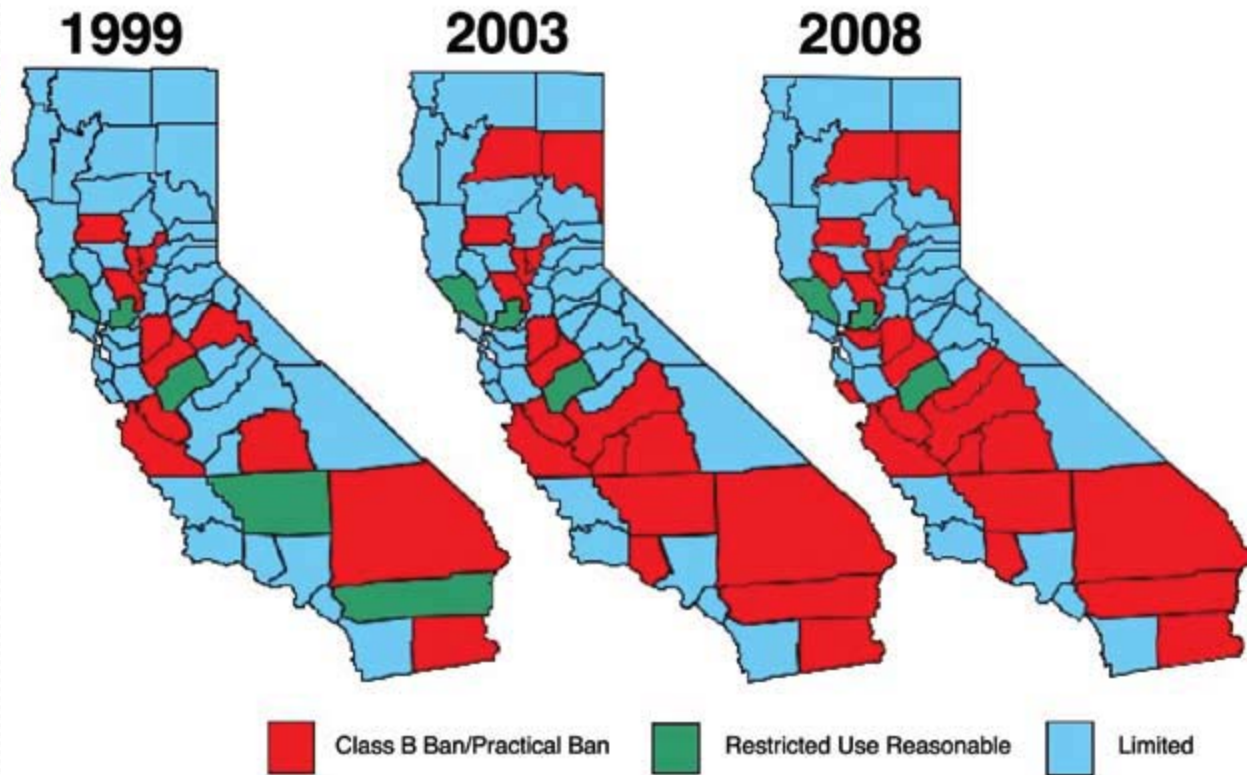 1999
2003
2008
Class B Ban/Practical Ban
Restricted Use Reasonable
Limited